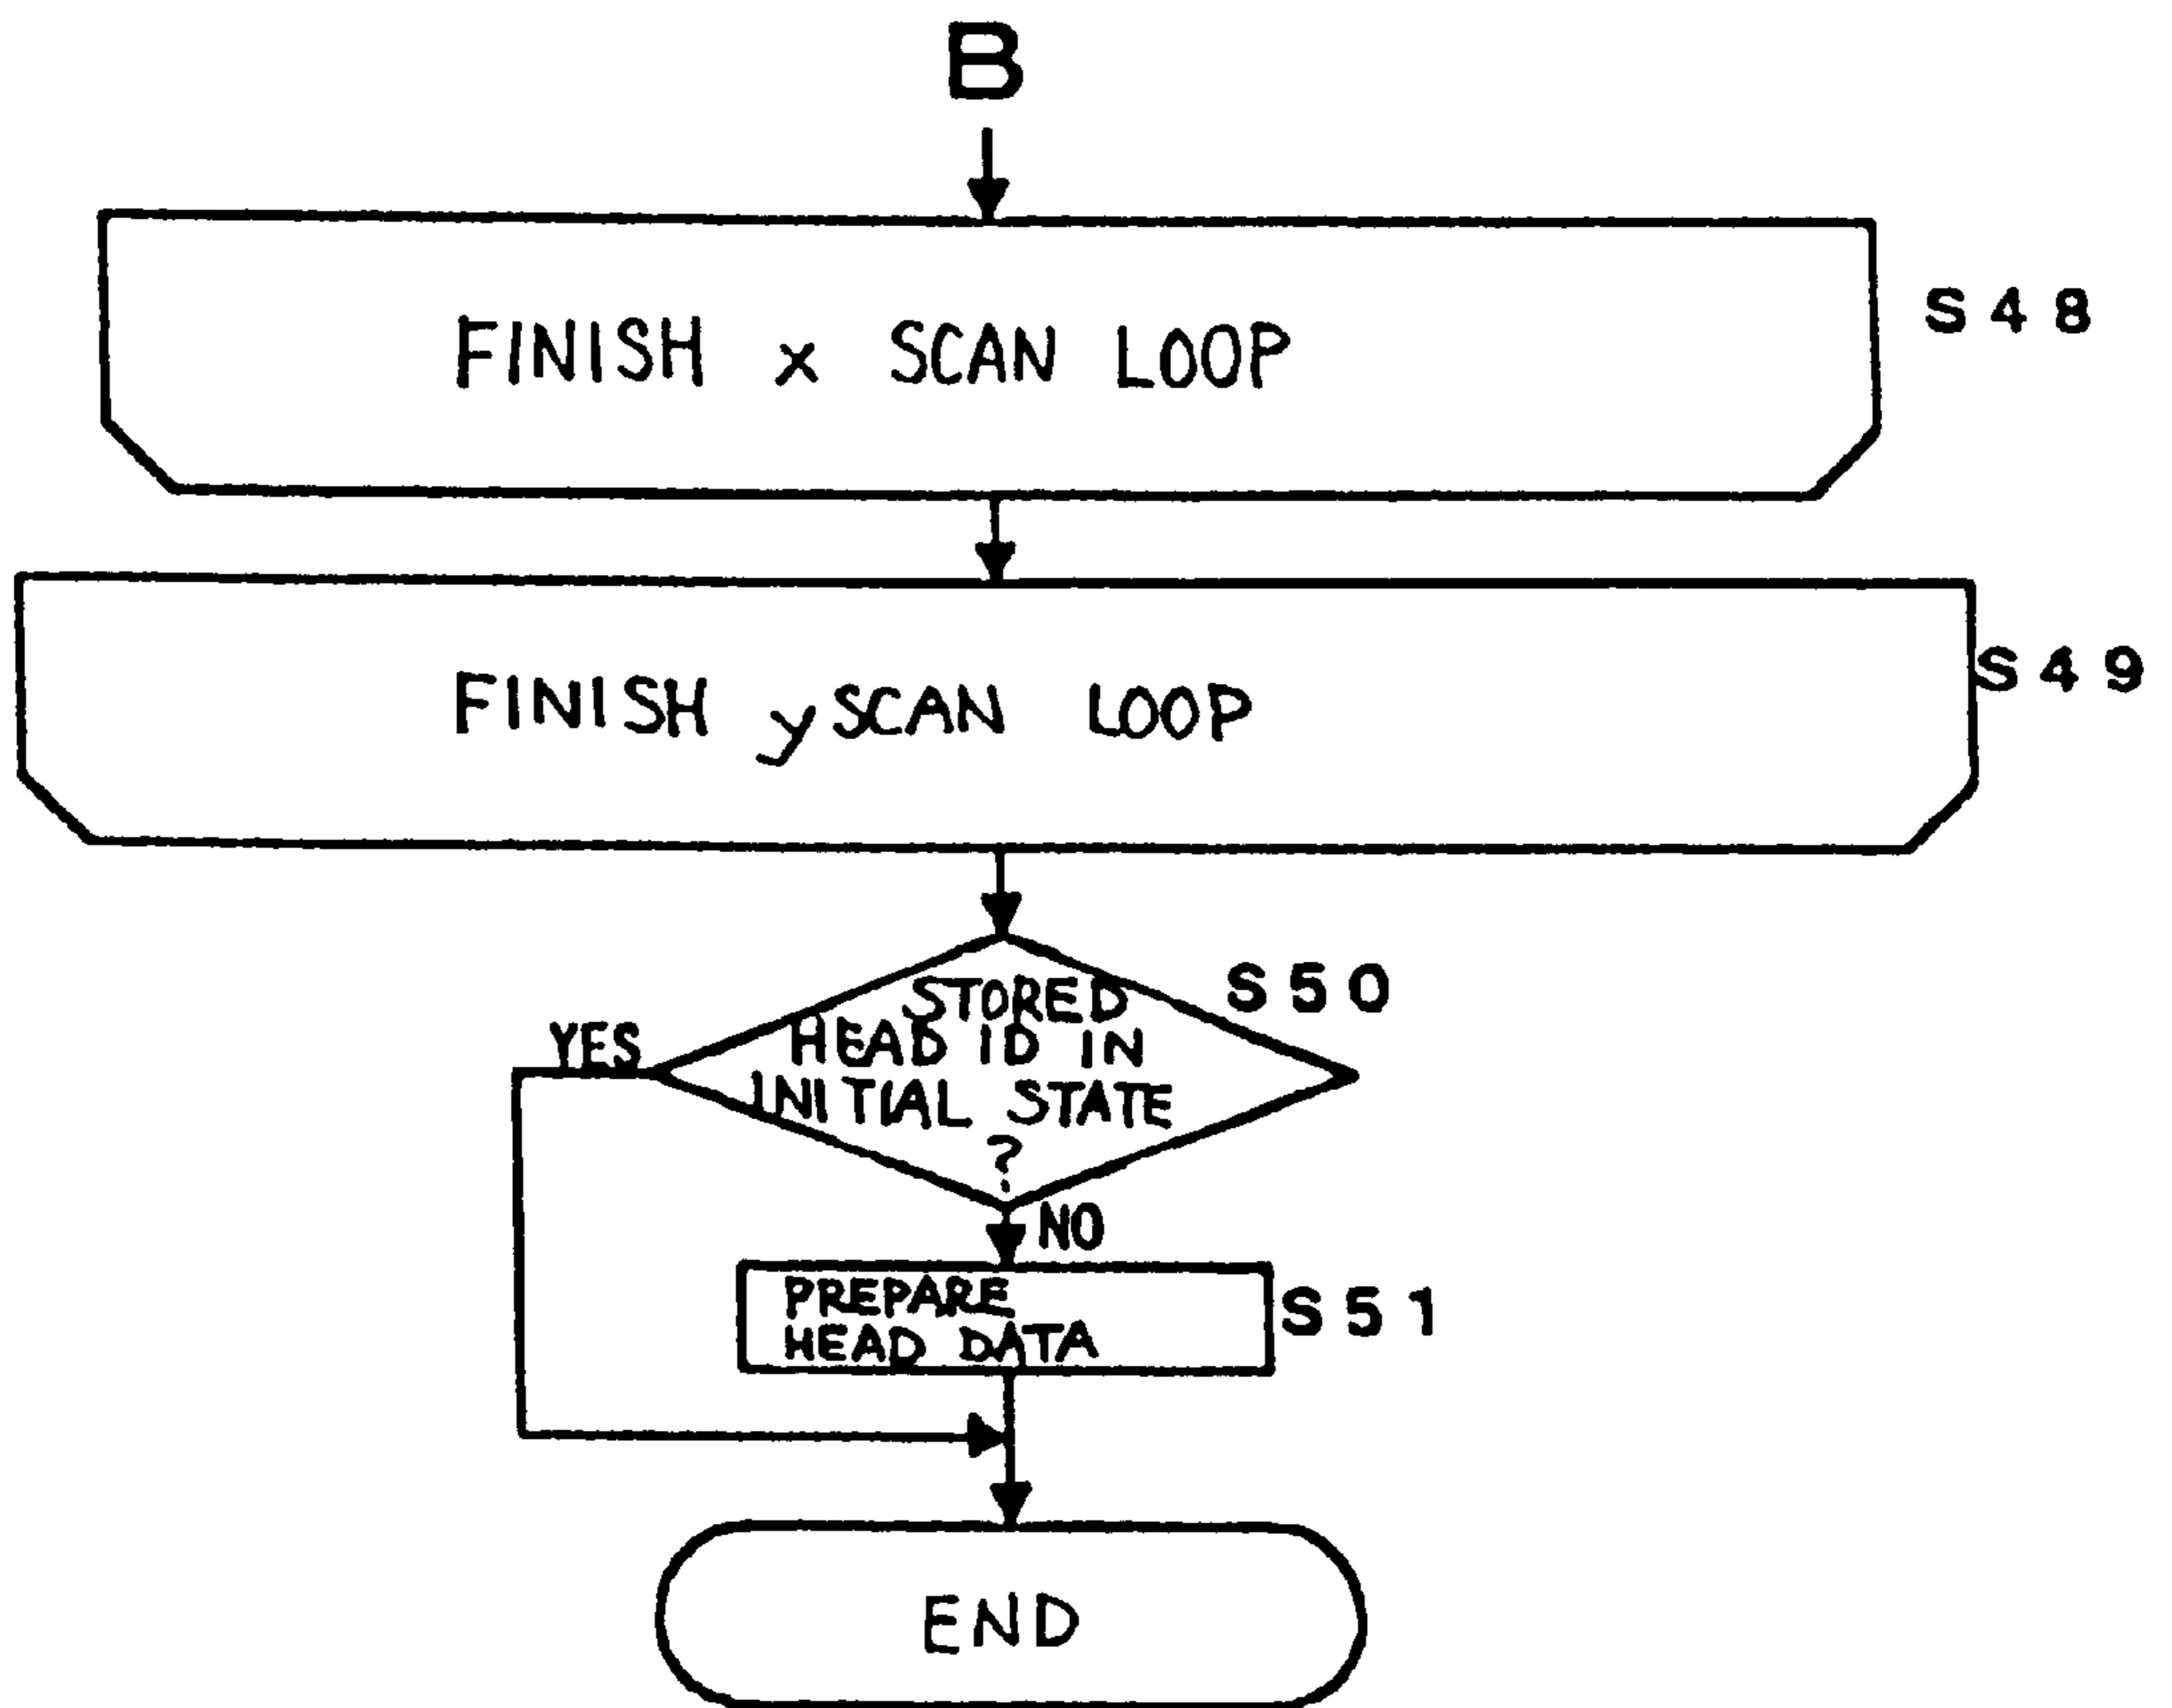 B
FINISH x SCAN LOOP
S48
FINISH y SCAN LOOP
S49
STORED
HEAD ID IN
INITIAL STATE
?
S50
YES
NO
PREPARE
HEAD DATA
S51
END